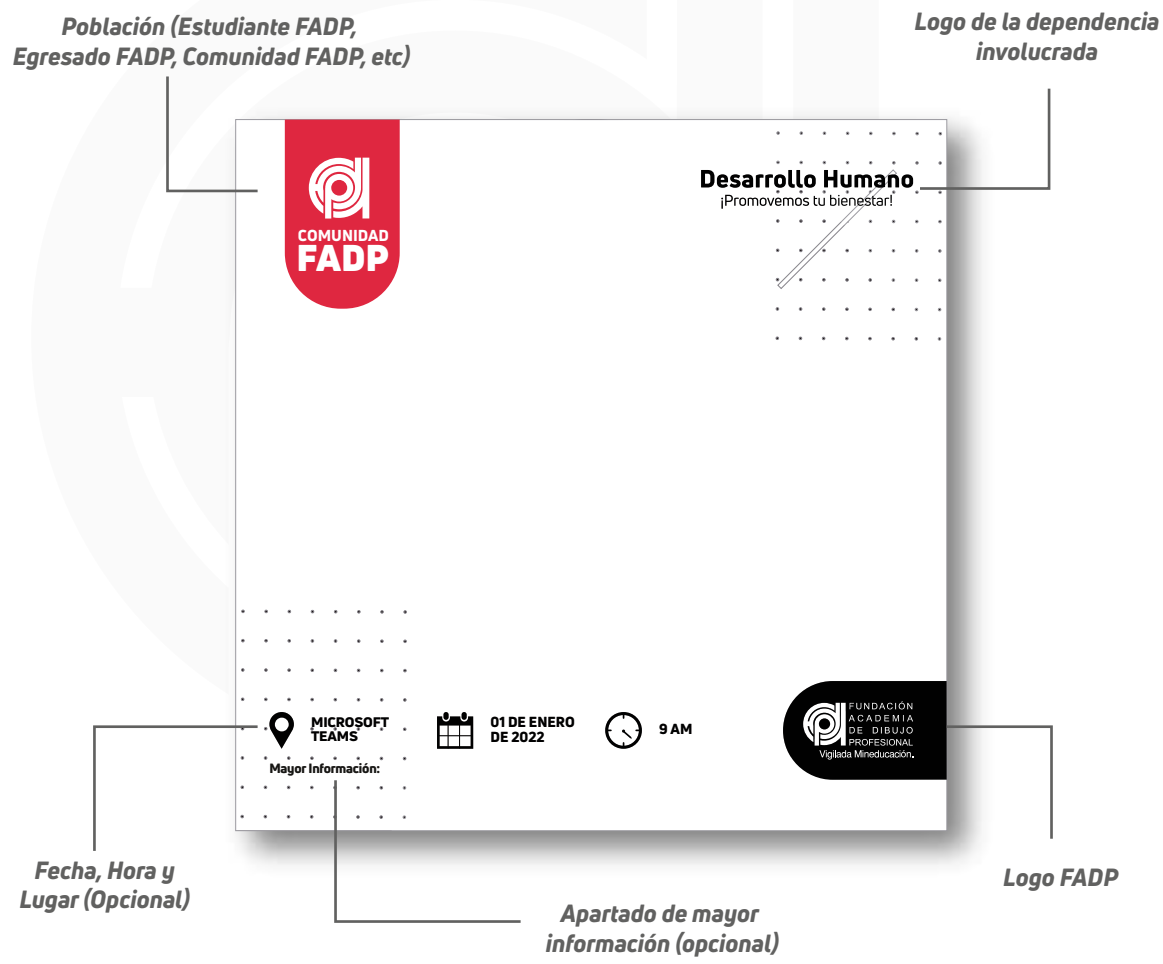 Población (Estudiante FADP,
Egresado FADP, Comunidad FADP, etc)
Logo de la dependencia
involucrada
COMUNIDAD
FADP
Desarrollo Humano
¡Promovemos tu bienestar!
MICROSOFT
TEAMS
01 DE ENERO
DE 2022
9 AM
Mayor Información:
FUNDACIÓN
ACADEMIA
DE DIBUJO
PROFESIONAL
Vigilada Mineducación.
Fecha, Hora y
Lugar (Opcional)
Logo FADP
Apartado de mayor
información (opcional)